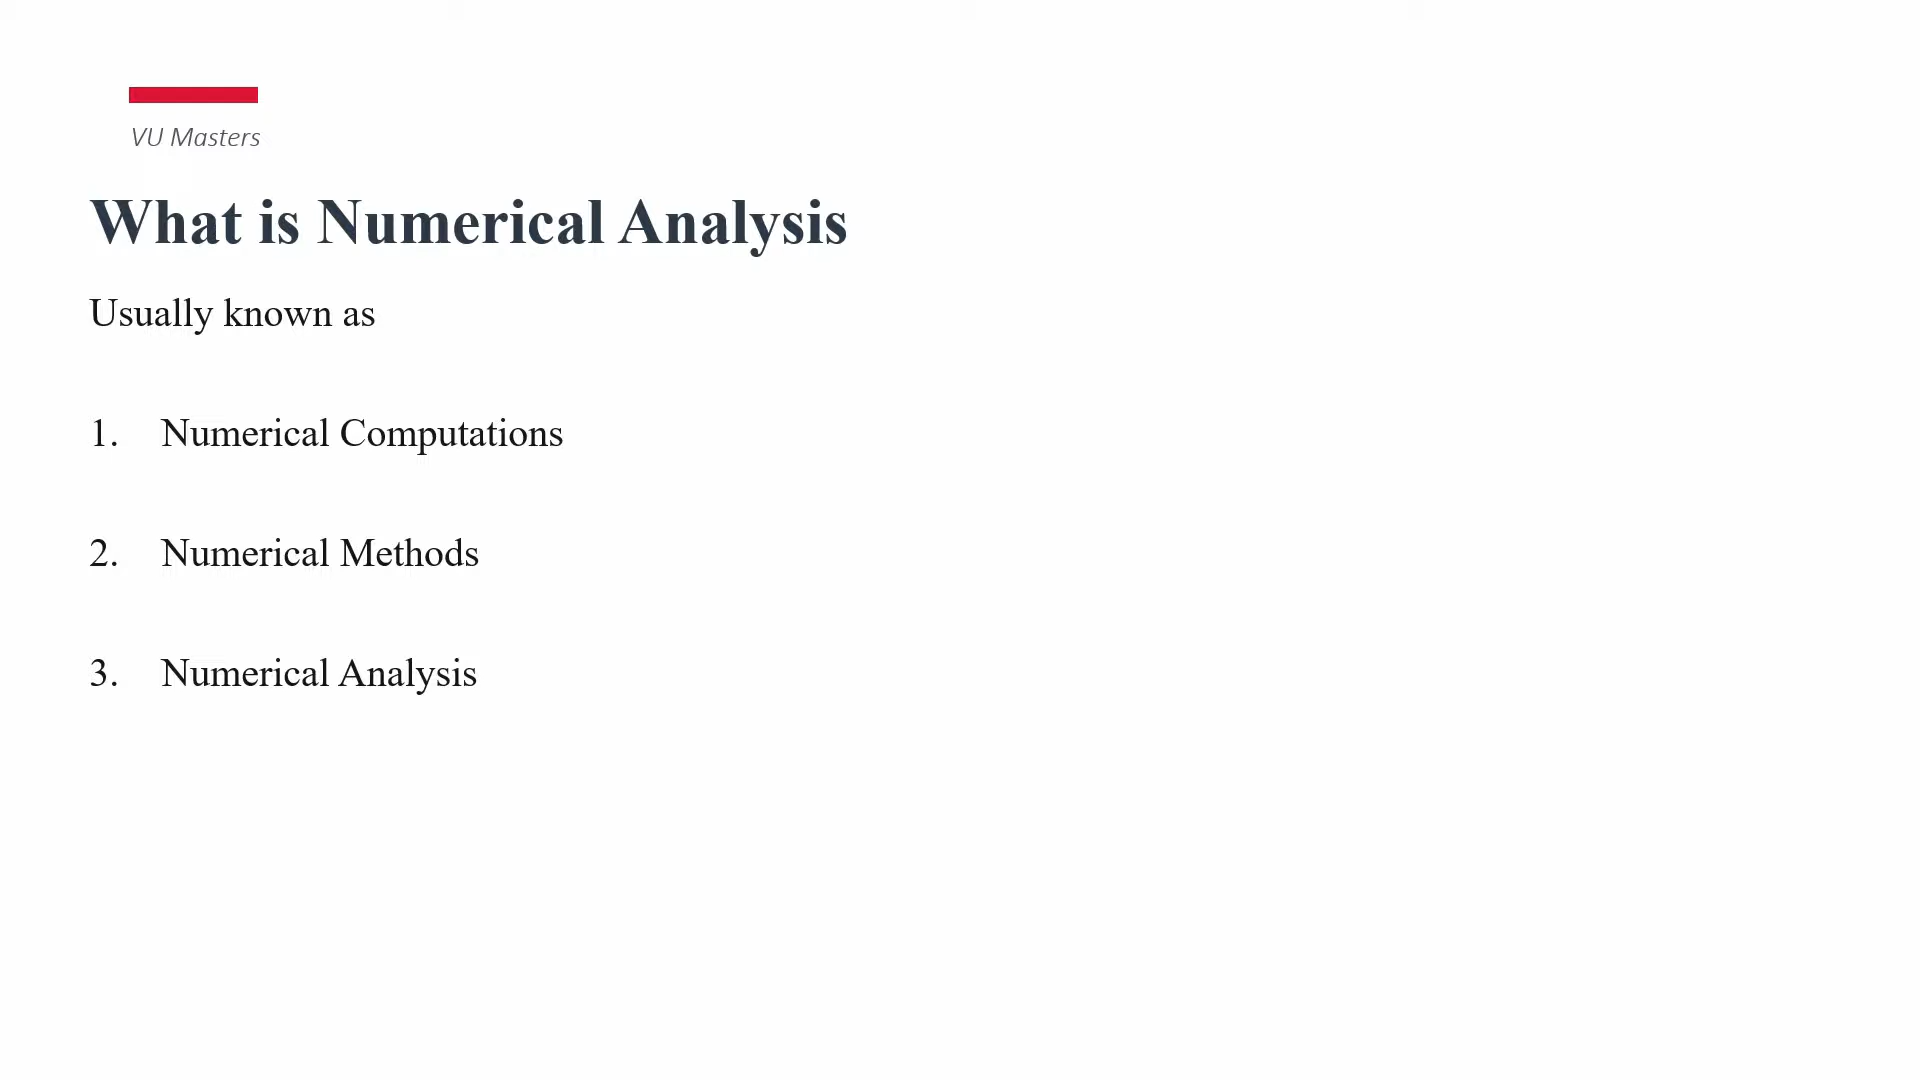 VU Masters
What is Numerical Analysis
Usually known as
1. Numerical Computations
2. Numerical Methods
3. Numerical Analysis